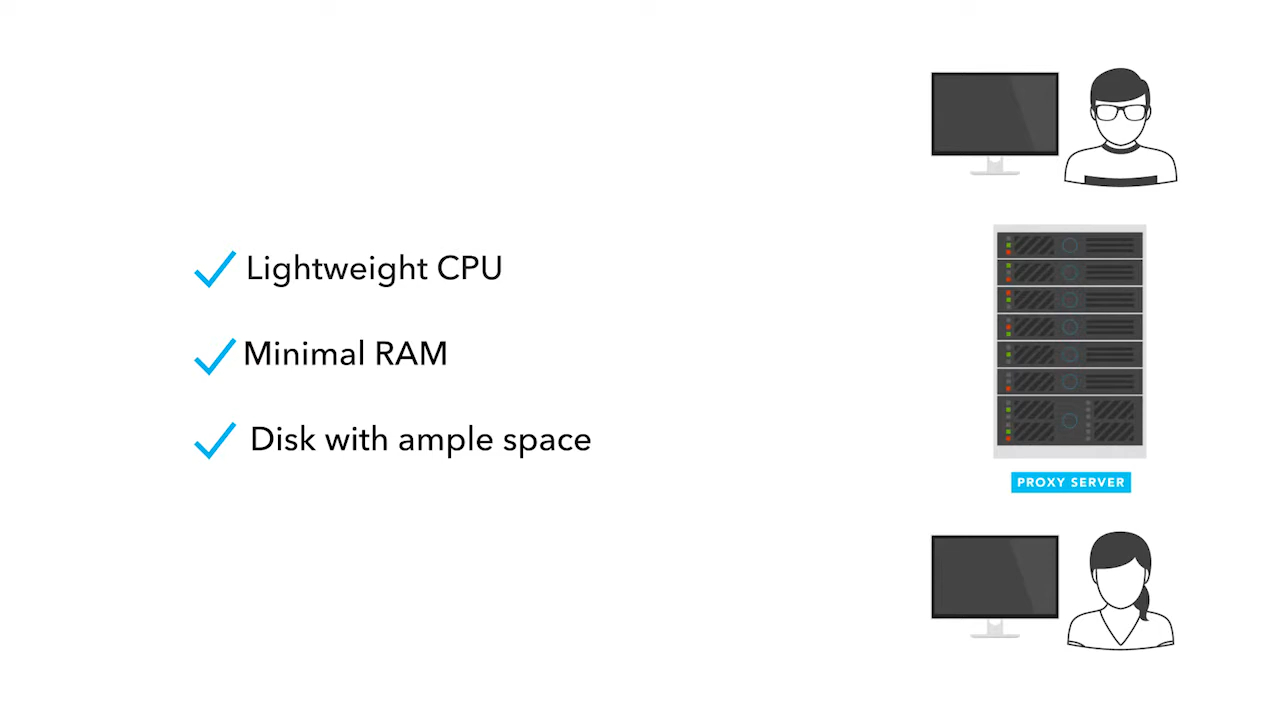 Lightweight CPU
Minimal RAM
Disk with ample space
PROXY SERVER